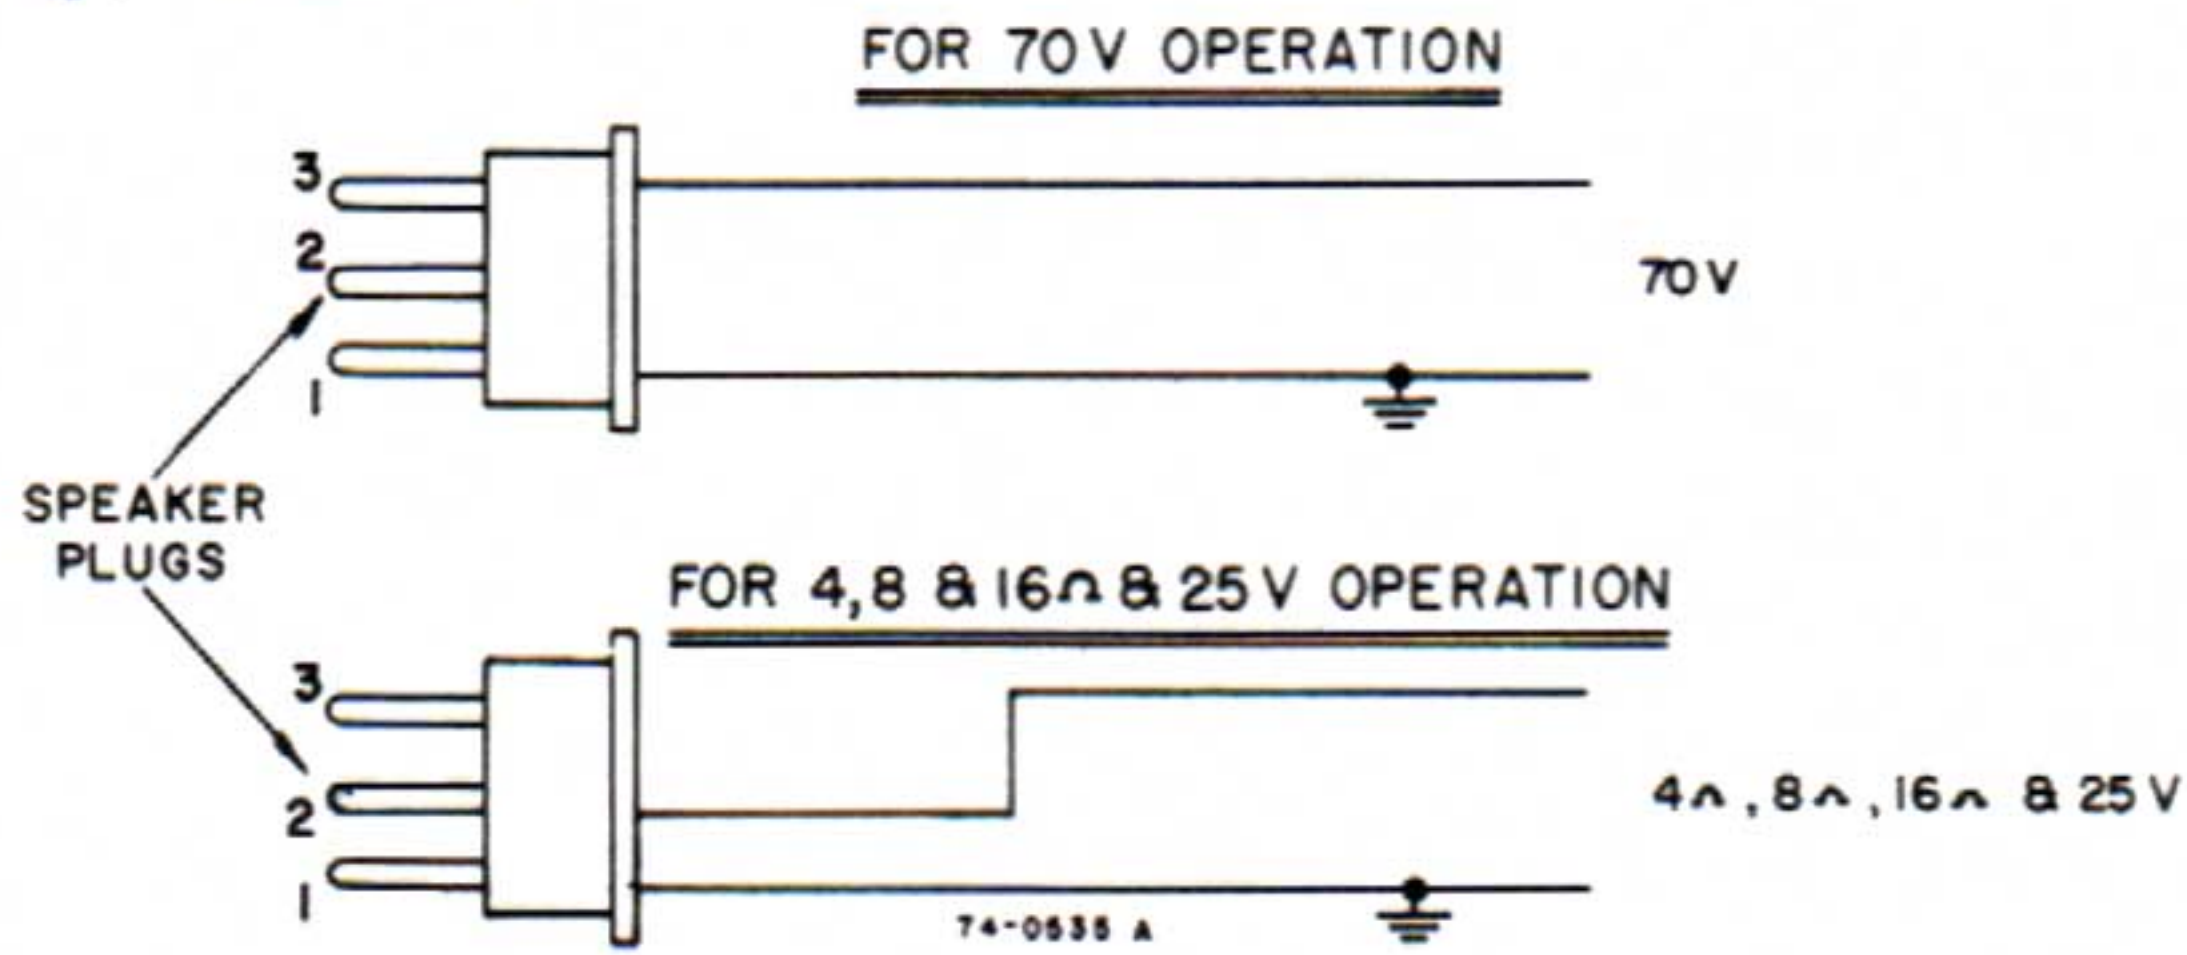 FOR 70V OPERATION
3
2
1
70V
SPEAKER
PLUGS
FOR 4,8 & 16Ω & 25V OPERATION
3
2
1
4Ω, 8Ω, 16Ω & 25V
74-0535 A